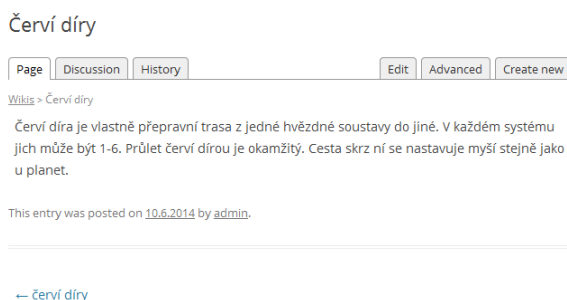 Červí díry
Page Discussion History Edit Advanced Create new
Wikis > Červí díry
Červí díra je vlastně přepravní trasa z jedné hvězdné soustavy do jiné. V každém systému
jich může být 1-6. Průlet červí dírou je okamžitý. Cesta skrz ní se nastavuje myší stejně jako
u planet.
This entry was posted on 10.6.2014 by admin.
← červí díry